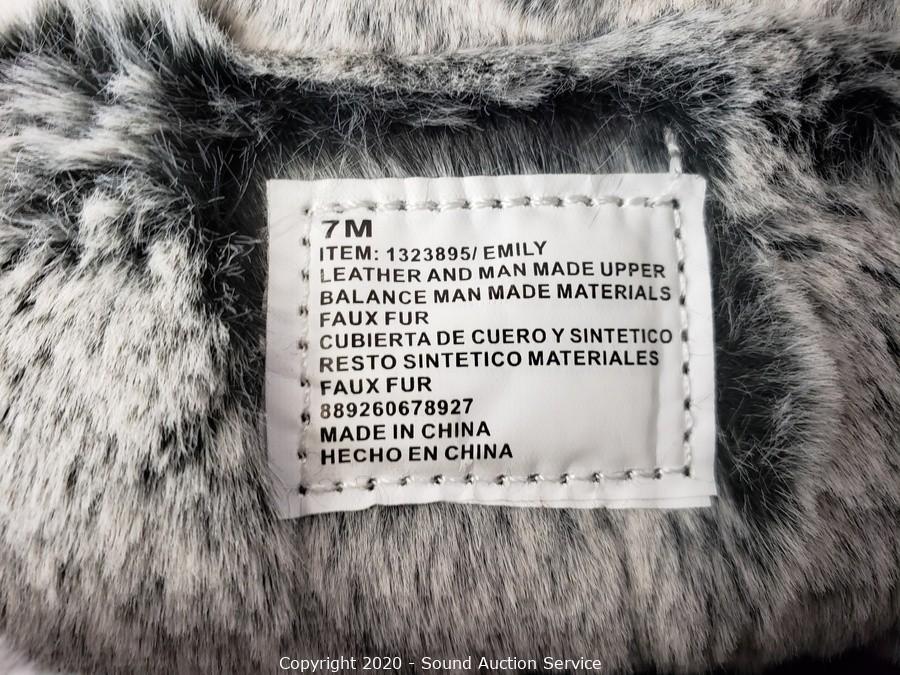 7M
ITEM: 1323895/ EMILY
LEATHER AND MAN MADE UPPER
BALANCE MAN MADE MATERIALS
FAUX FUR
CUBIERTA DE CUERO Y SINTETICO
RESTO SINTETICO MATERIALES
FAUX FUR
889260678927
MADE IN CHINA
HECHO EN CHINA
Copyright 2020 - Sound Auction Service